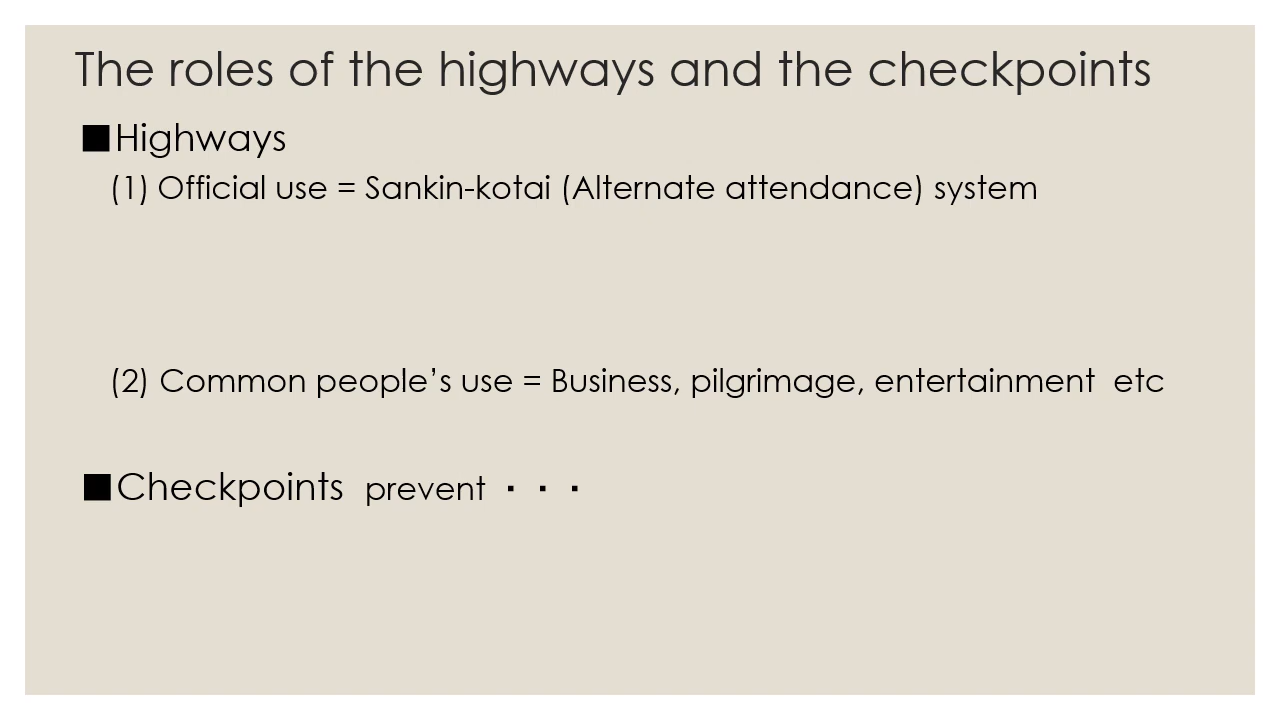 The roles of the highways and the checkpoints
■Highways
(1) Official use = Sankin-kotai (Alternate attendance) system
(2) Common people’s use = Business, pilgrimage, entertainment  etc
■Checkpoints  prevent ・・・